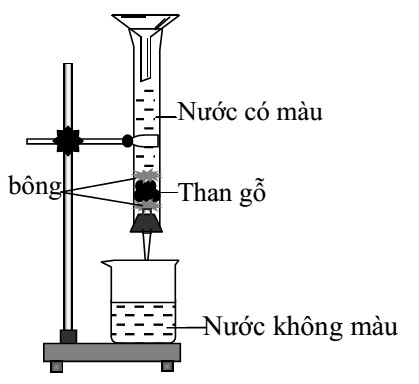 Nước có màu
bông
Than gỗ
Nước không màu